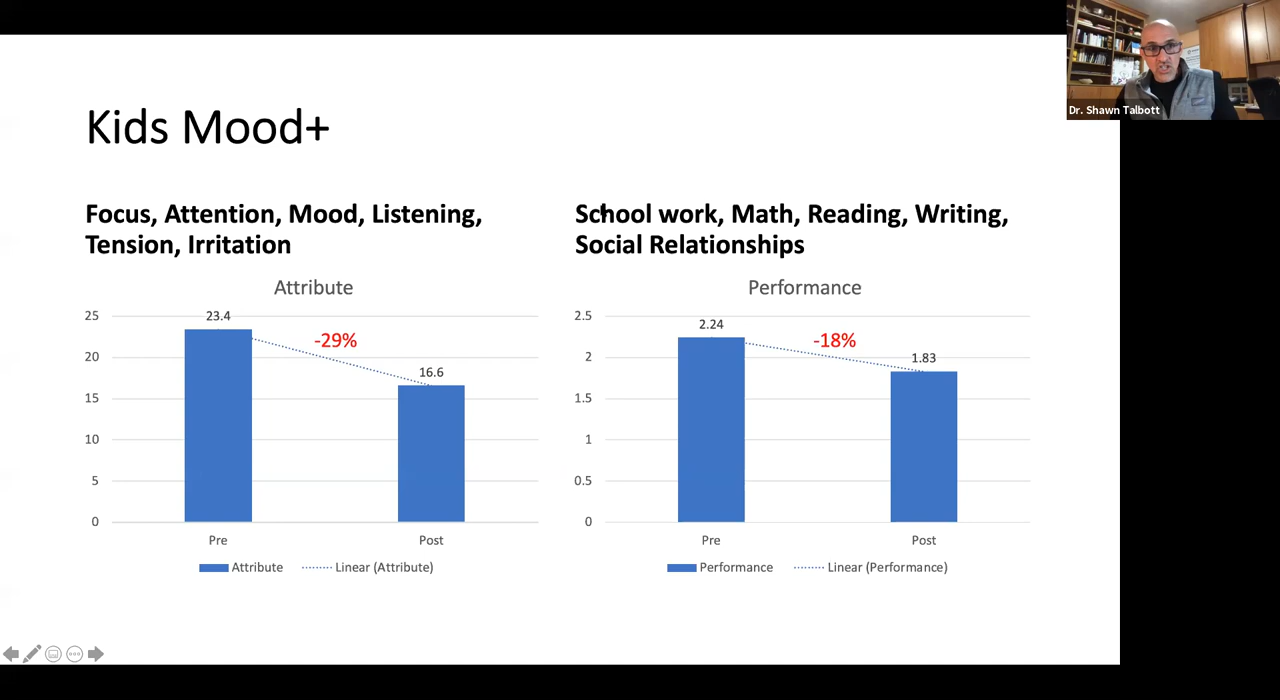 Dr. Shawn Talbott
Kids Mood+
Focus, Attention, Mood, Listening,
Tension, Irritation
Attribute
25
20
15
10
5
0
23.4
-29%
16.6
Pre
Post
Attribute
Linear (Attribute)
School work, Math, Reading, Writing,
Social Relationships
Performance
2.5
2
1.5
1
0.5
0
2.24
-18%
1.83
Pre
Post
Performance
Linear (Performance)